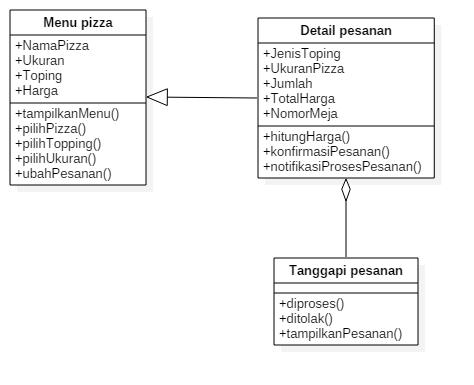 Menu pizza
+NamaPizza
+Ukuran
+Toping
+Harga
+tampilkanMenu()
+pilihPizza()
+pilihTopping()
+pilihUkuran()
+ubahPesanan()
Detail pesanan
+JenisToping
+UkuranPizza
+Jumlah
+TotalHarga
+NomorMeja
+hitungHarga()
+konfirmasiPesanan()
+notifikasiProsesPesanan()
Tanggapi pesanan
+diproses()
+ditolak()
+tampilkanPesanan()